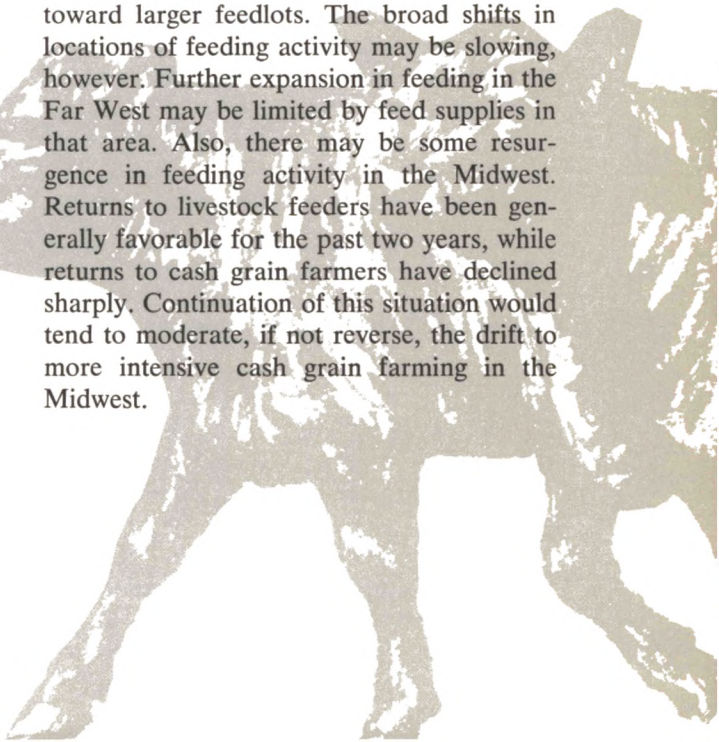 toward larger feedlots. The broad shifts in
locations of feeding activity may be slowing,
however. Further expansion in feeding in the
Far West may be limited by feed supplies in
that area. Also, there may be some resur-
gence in feeding activity in the Midwest.
Returns to livestock feeders have been gen-
erally favorable for the past two years, while
returns to cash grain farmers have declined
sharply. Continuation of this situation would
tend to moderate, if not reverse, the drift to
more intensive cash grain farming in the
Midwest.